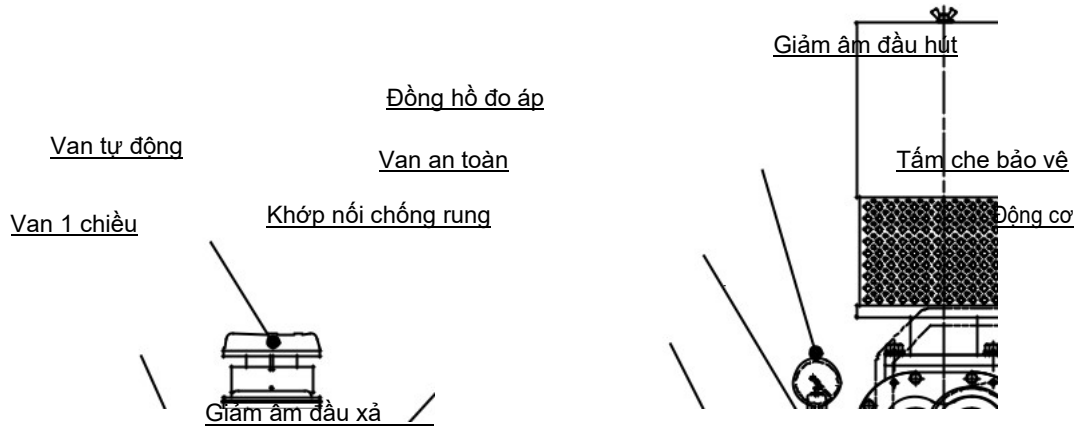 Giảm âm đầu hút
Đồng hồ đo áp
Van tự động
Van an toàn
Tấm che bảo vệ
Van 1 chiều
Khớp nối chống rung
Động cơ
Giảm âm đầu xả